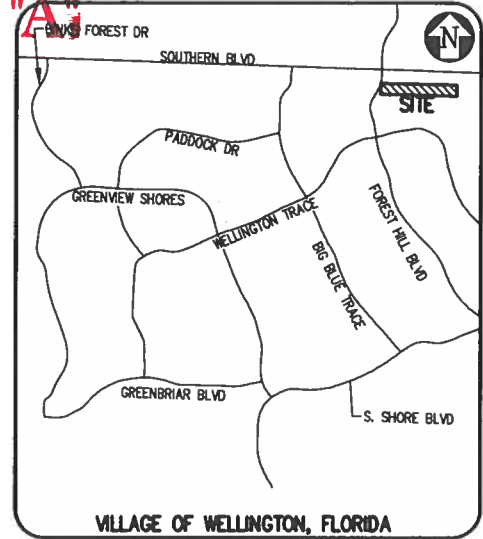 "A"
BINKS FOREST DR
N
SOUTHERN BLVD
SITE
PADDOCK DR
GREENVIEW SHORES
WELLINGTON TRACE
FOREST HILL BLVD
BIG BLUE TRACE
GREENBRIAR BLVD
S. SHORE BLVD
VILLAGE OF WELLINGTON, FLORIDA